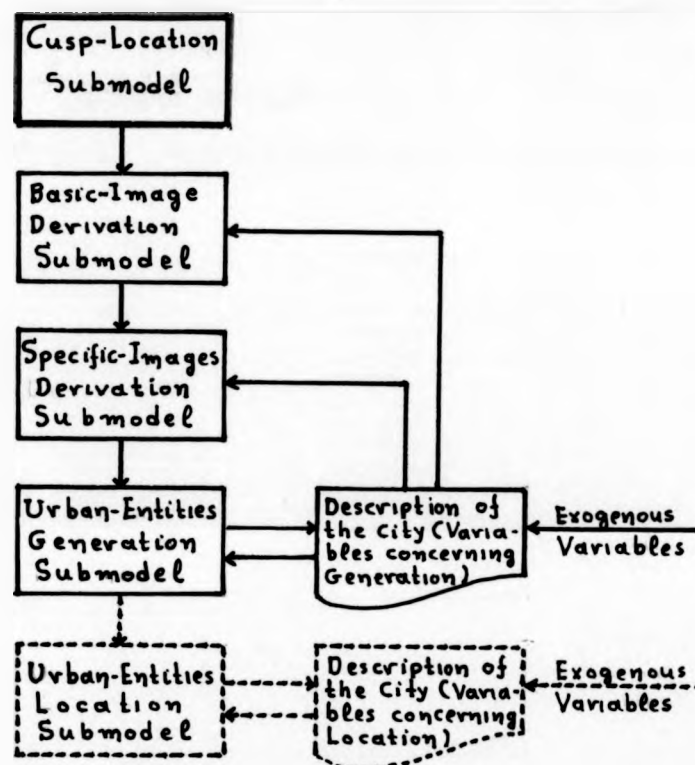 Cusp-Location
Submodel
Basic-Image
Derivation
Submodel
Specific-Images
Derivation
Submodel
Urban-Entities
Generation
Submodel
Description of
the City (Varia-
bles concerning
Generation)
Exogenous
Variables
Urban-Entities
Location
Submodel
Description of
the City (Varia-
bles concerning
Location)
Exogenous
Variables